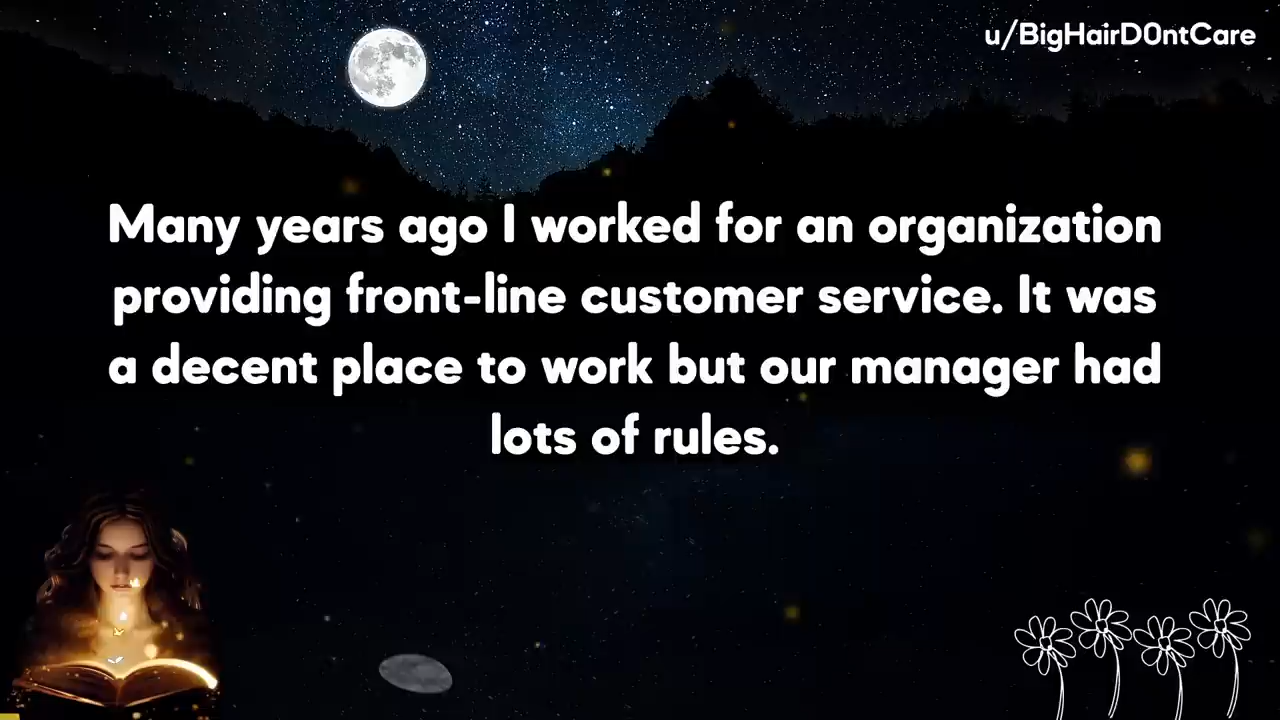 u/BigHairD0ntCare
Many years ago I worked for an organization
providing front-line customer service. It was
a decent place to work but our manager had
lots of rules.